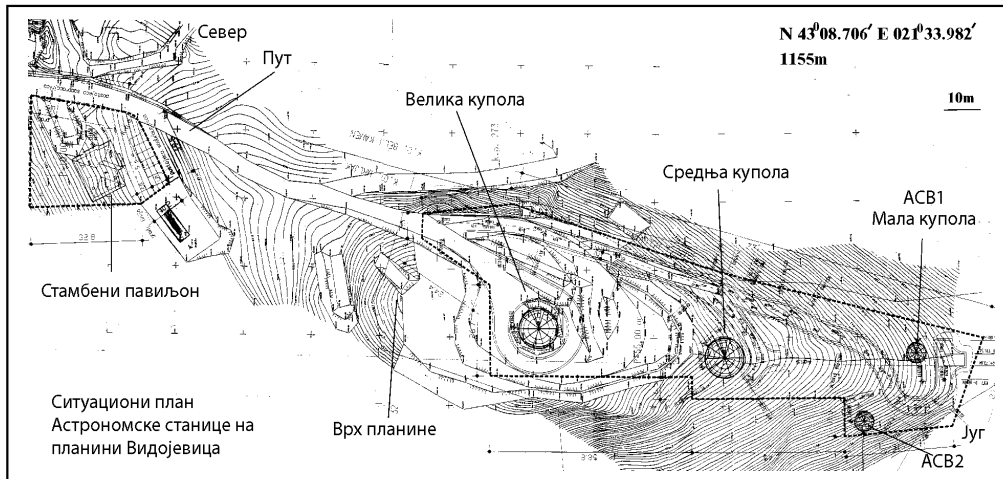 Север
Пут
N 43⁰08.706′ E 021⁰33.982′
1155m
10m
Велика купола
Средња купола
АСВ1
Мала купола
Стамбени павиљон
Ситуациони план
Астрономске станице на
планини Видојевица
Врх планине
Југ
АСВ2